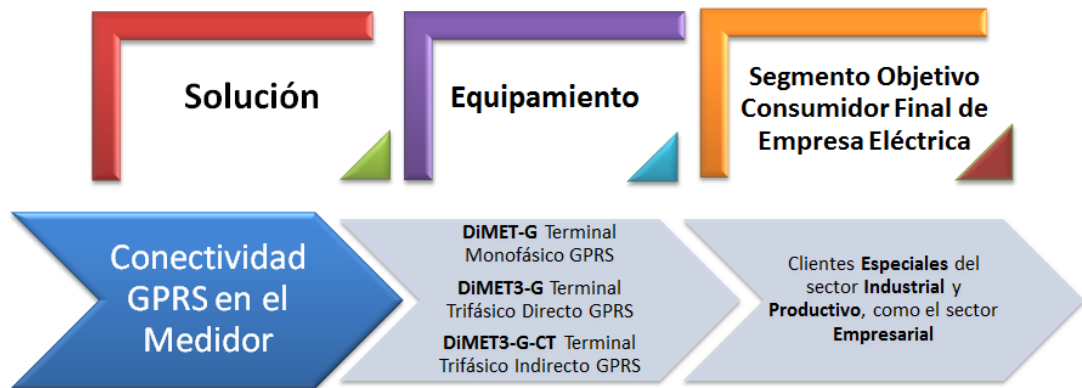 Solución
Equipamiento
Segmento Objetivo
Consumidor Final de
Empresa Eléctrica
Conectividad
GPRS en el
Medidor
DiMET-G Terminal
Monofásico GPRS
DiMET3-G Terminal
Trifásico Directo GPRS
DiMET3-G-CT Terminal
Trifásico Indirecto GPRS
Clientes Especiales del
sector Industrial y
Productivo, como el sector
Empresarial